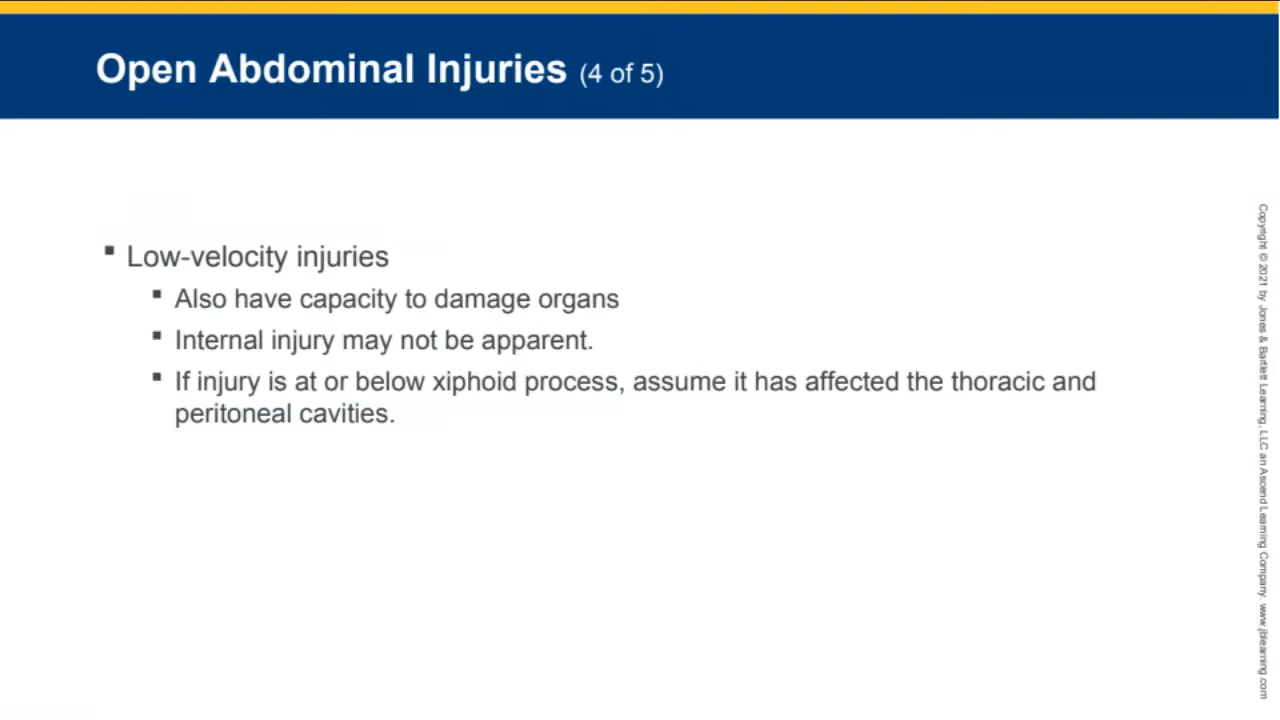 Open Abdominal Injuries (4 of 5)
▪ Low-velocity injuries
▪ Also have capacity to damage organs
▪ Internal injury may not be apparent.
▪ If injury is at or below xiphoid process, assume it has affected the thoracic and
peritoneal cavities.
Copyright © 2021 by Jones & Bartlett Learning, LLC an Ascend Learning Company. www.jblearning.com